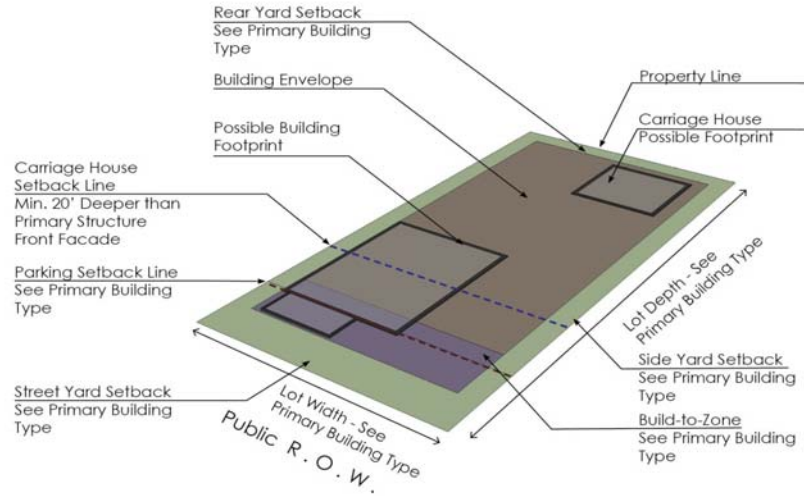 Rear Yard Setback
See Primary Building
Type
Building Envelope
Property Line
Possible Building
Footprint
Carriage House
Possible Footprint
Carriage House
Setback Line
Min. 20' Deeper than
Primary Structure
Front Facade
Parking Setback Line
See Primary Building
Type
Lot Depth - See
Primary Building Type
Side Yard Setback
See Primary Building
Type
Street Yard Setback
See Primary Building
Type
Lot Width - See
Primary Building Type
Build-to-Zone
See Primary Building
Type
Public R. O. W.